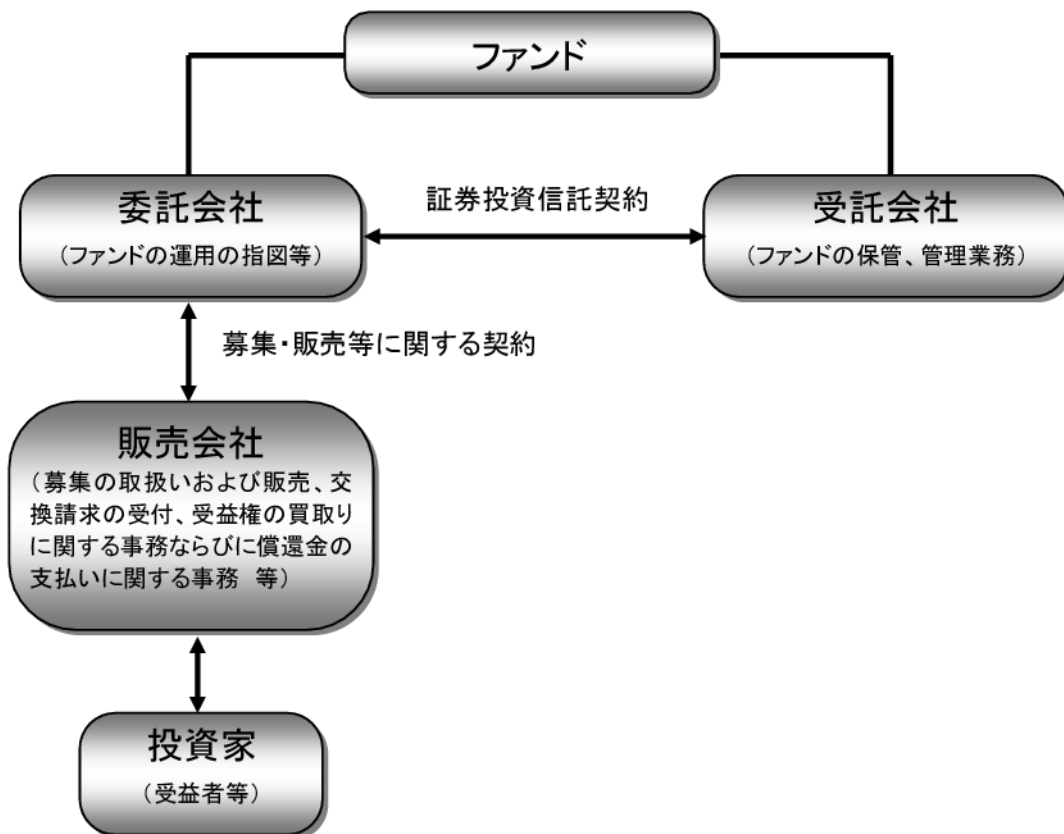 ファンド
委託会社
（ファンドの運用の指図等）
証券投資信託契約
受託会社
（ファンドの保管、管理業務）
募集・販売等に関する契約
販売会社
（募集の取扱いおよび販売、交
換請求の受付、受益権の買取り
に関する事務ならびに償還金の
支払いに関する事務　等）
投資家
（受益者等）